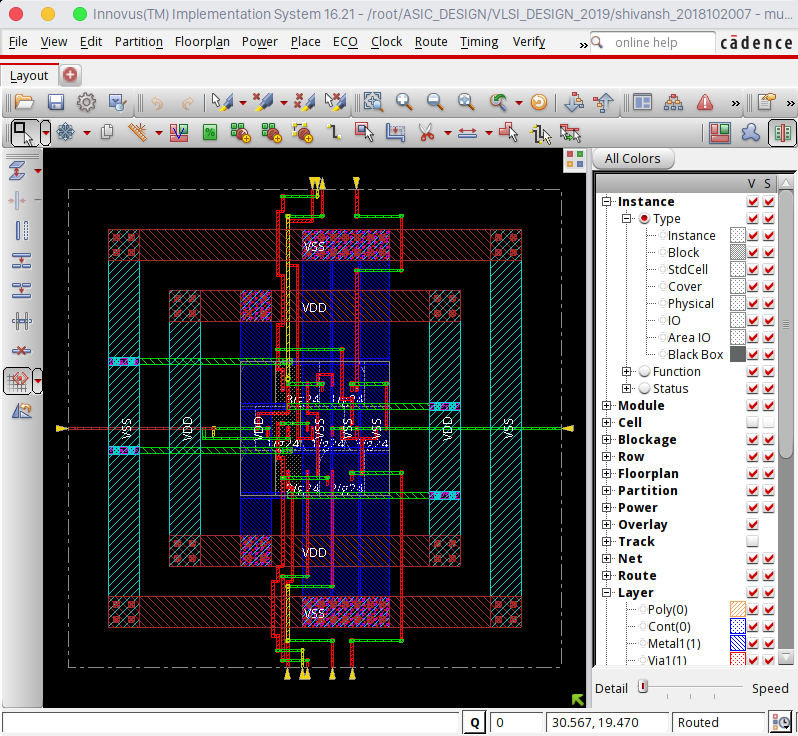 Innovus(TM) Implementation System 16.21 - /root/ASIC_DESIGN/VLSI_DESIGN_2019/shivansh_2018102007 - mu...
File View Edit Partition Floorplan Power Place ECO Clock Route Timing Verify » online help cādence
Layout
» »
All Colors
V S
Instance
Type
Instance
Block
StdCell
Cover
Physical
IO
Area IO
Black Box
Function
Status
Module
Cell
Blockage
Row
Floorplan
Partition
Power
Overlay
Track
Net
Route
Layer
Poly(0)
Cont(0)
Metal1(1)
Via1(1)
VSS
VDD
VSS VDD VDD VSS VSS VSS VDD VSS
VDD
VSS
Detail Speed
Q 0 30.567, 19.470 Routed